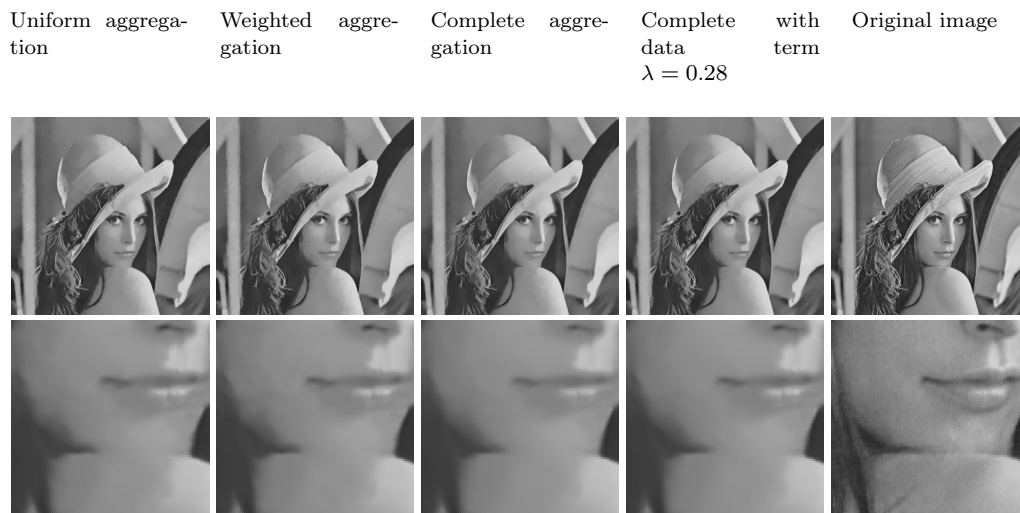 Uniform aggrega-
tion
Weighted aggre-
gation
Complete aggre-
gation
Complete with
data term
λ = 0.28
Original image